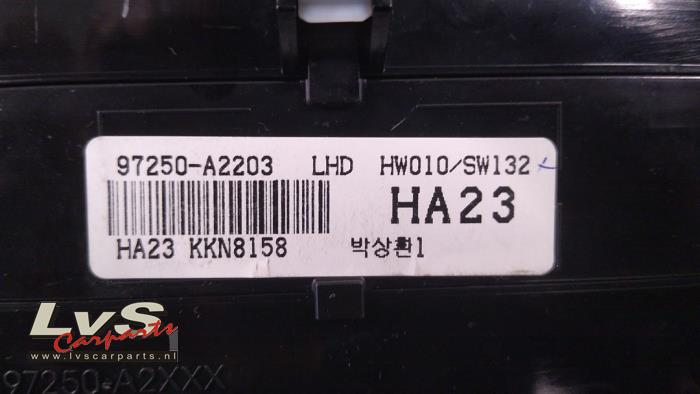 97250-A2203 LHD HW010/SW132
HA23
HA23 KKN8158 박상환1
LvS
Carparts
www.lvscarparts.nl
97250-A2XXX